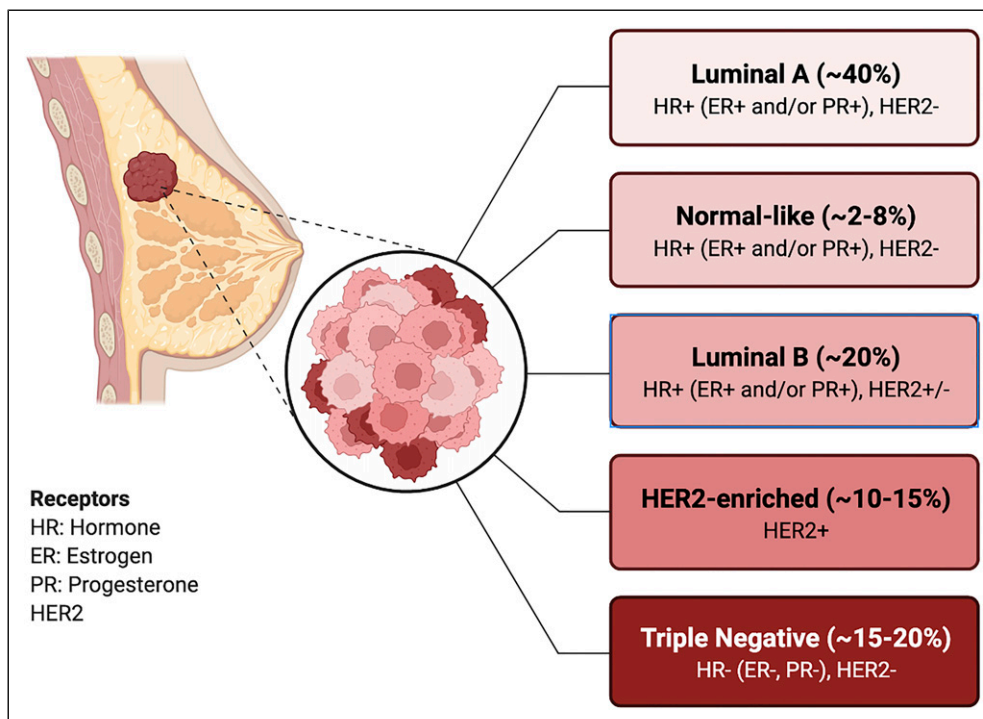 Luminal A (~40%)
HR+ (ER+ and/or PR+), HER2-
Normal-like (~2-8%)
HR+ (ER+ and/or PR+), HER2-
Luminal B (~20%)
HR+ (ER+ and/or PR+), HER2+/-
HER2-enriched (~10-15%)
HER2+
Triple Negative (~15-20%)
HR- (ER-, PR-), HER2-
Receptors
HR: Hormone
ER: Estrogen
PR: Progesterone
HER2